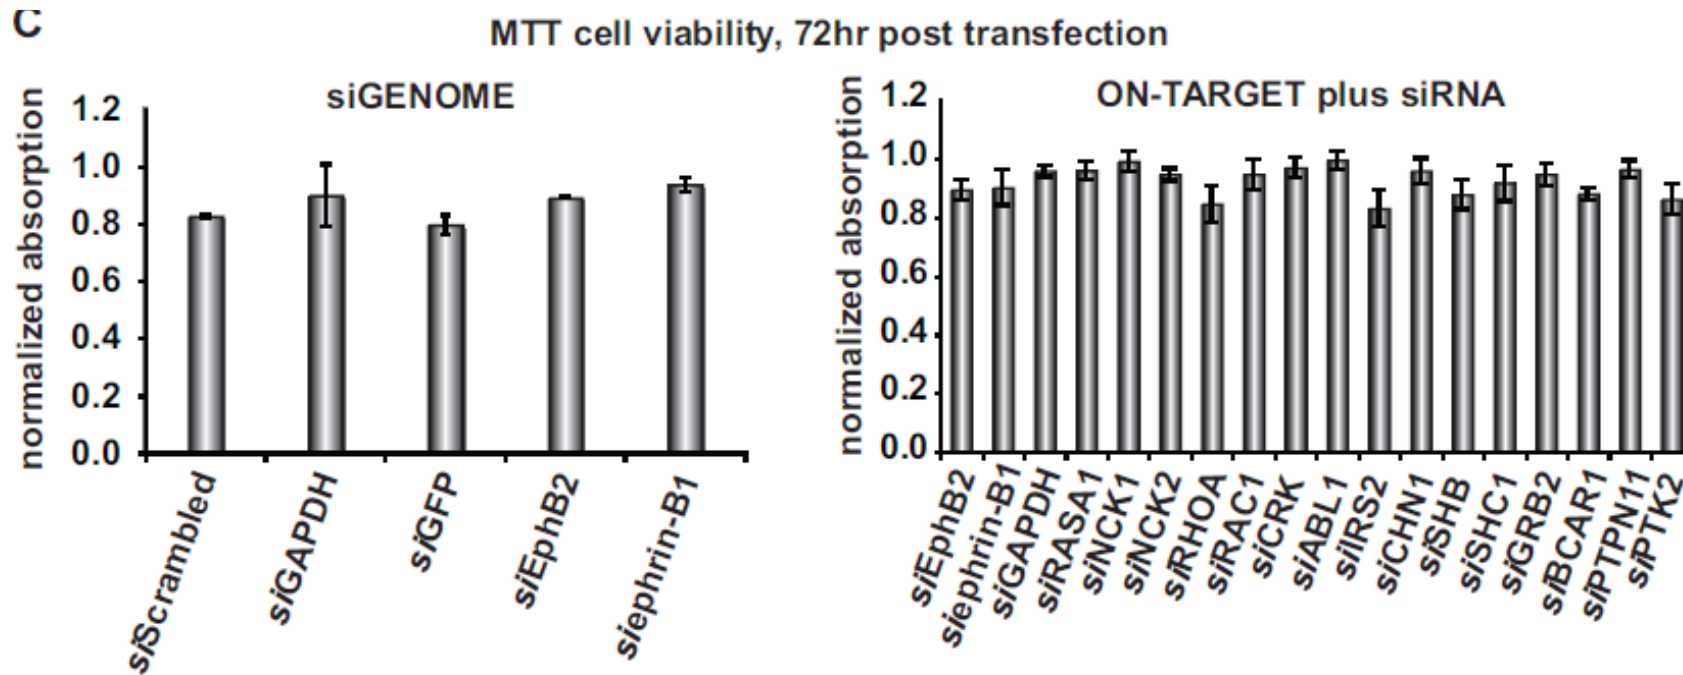 C
MTT cell viability, 72hr post transfection
siGENOME
normalized absorption
1.2
1.0
0.8
0.6
0.4
0.2
0.0
siScrambled
siGAPDH
siGFP
siEphB2
siephrin-B1
ON-TARGET plus siRNA
normalized absorption
1.2
1.0
0.8
0.6
0.4
0.2
0.0
siEphB2
siephrin-B1
siGAPDH
siRASA1
siNCK1
siNCK2
siRHOA
siRAC1
siCRK
siABL1
siIRS2
siCHN1
siSHB
siSHC1
siGRB2
siBCAR1
siPTPN11
siPTK2